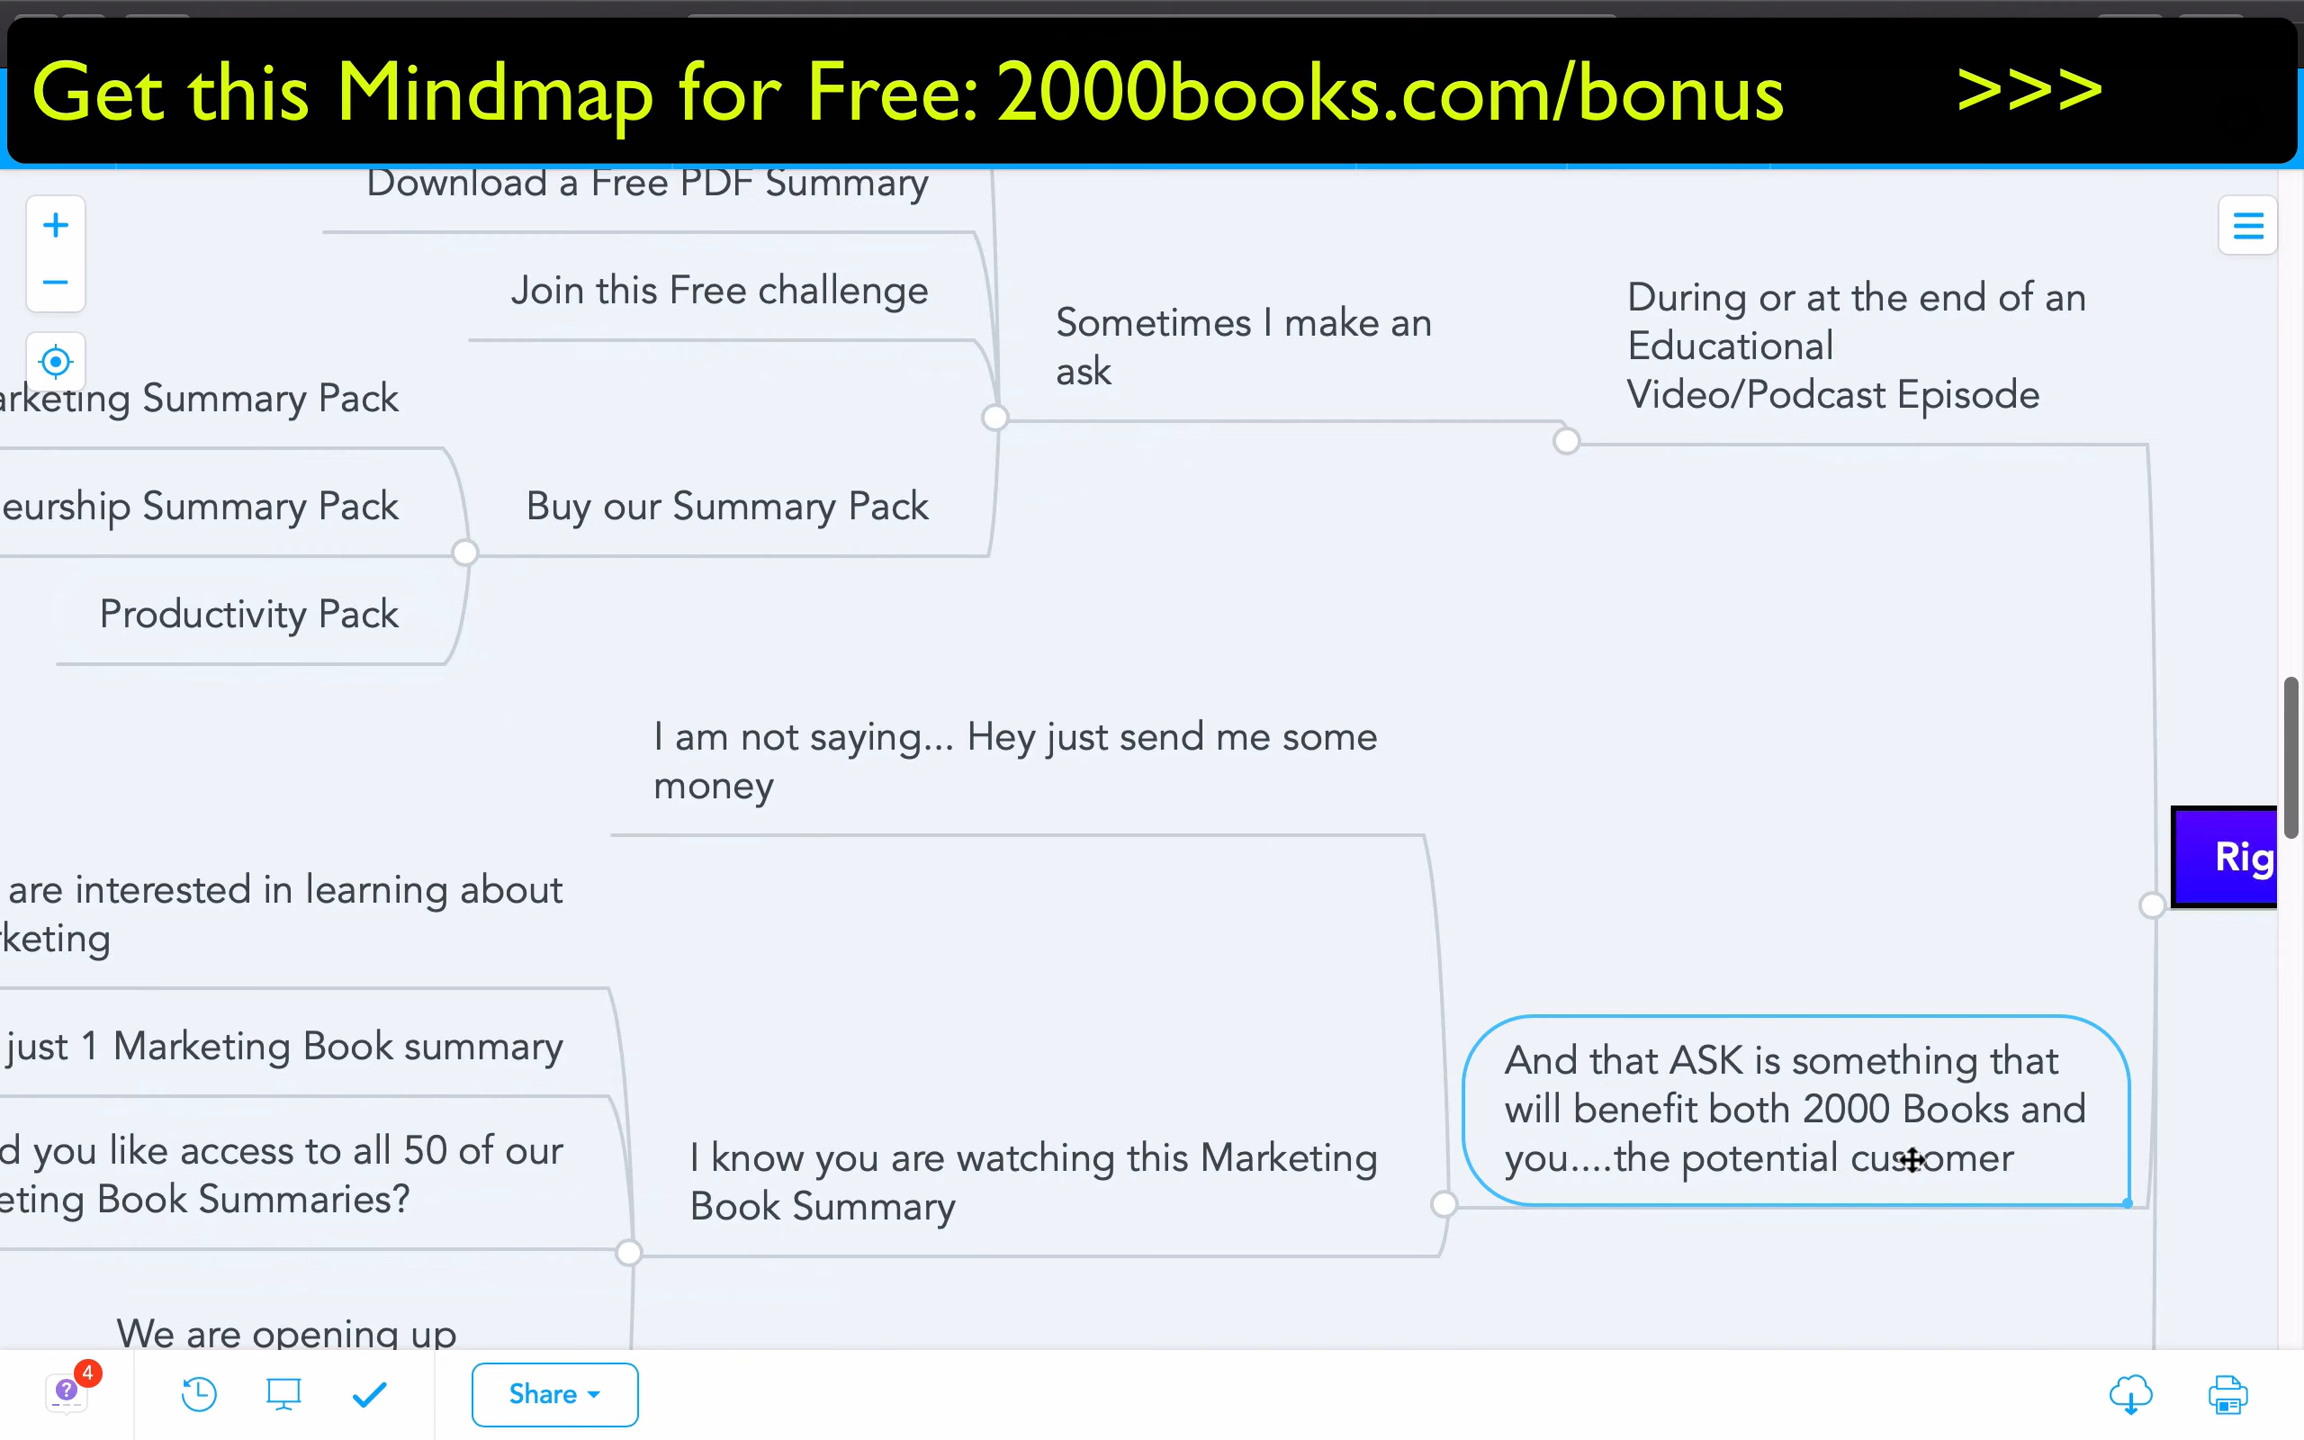 Get this Mindmap for Free: 2000books.com/bonus >>>
Download a Free PDF Summary
Join this Free challenge
Sometimes I make an
ask
During or at the end of an
Educational
Video/Podcast Episode
Summary Pack
Summary Pack
Buy our Summary Pack
Productivity Pack
I am not saying... Hey just send me some
money
are interested in learning about
just 1 Marketing Book summary
you like access to all 50 of our
Book Summaries?
I know you are watching this Marketing
Book Summary
And that ASK is something that
will benefit both 2000 Books and
you....the potential customer
Rig
We are opening up
4
Share